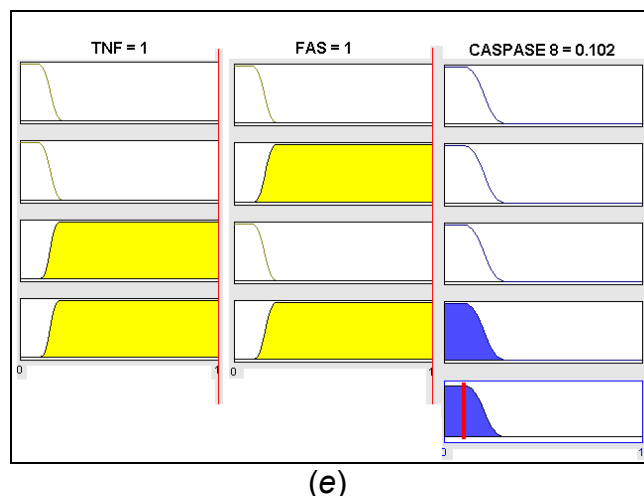 TNF = 1 FAS = 1 CASPASE 8 = 0.102
0 1 0 1
0 1
(e)